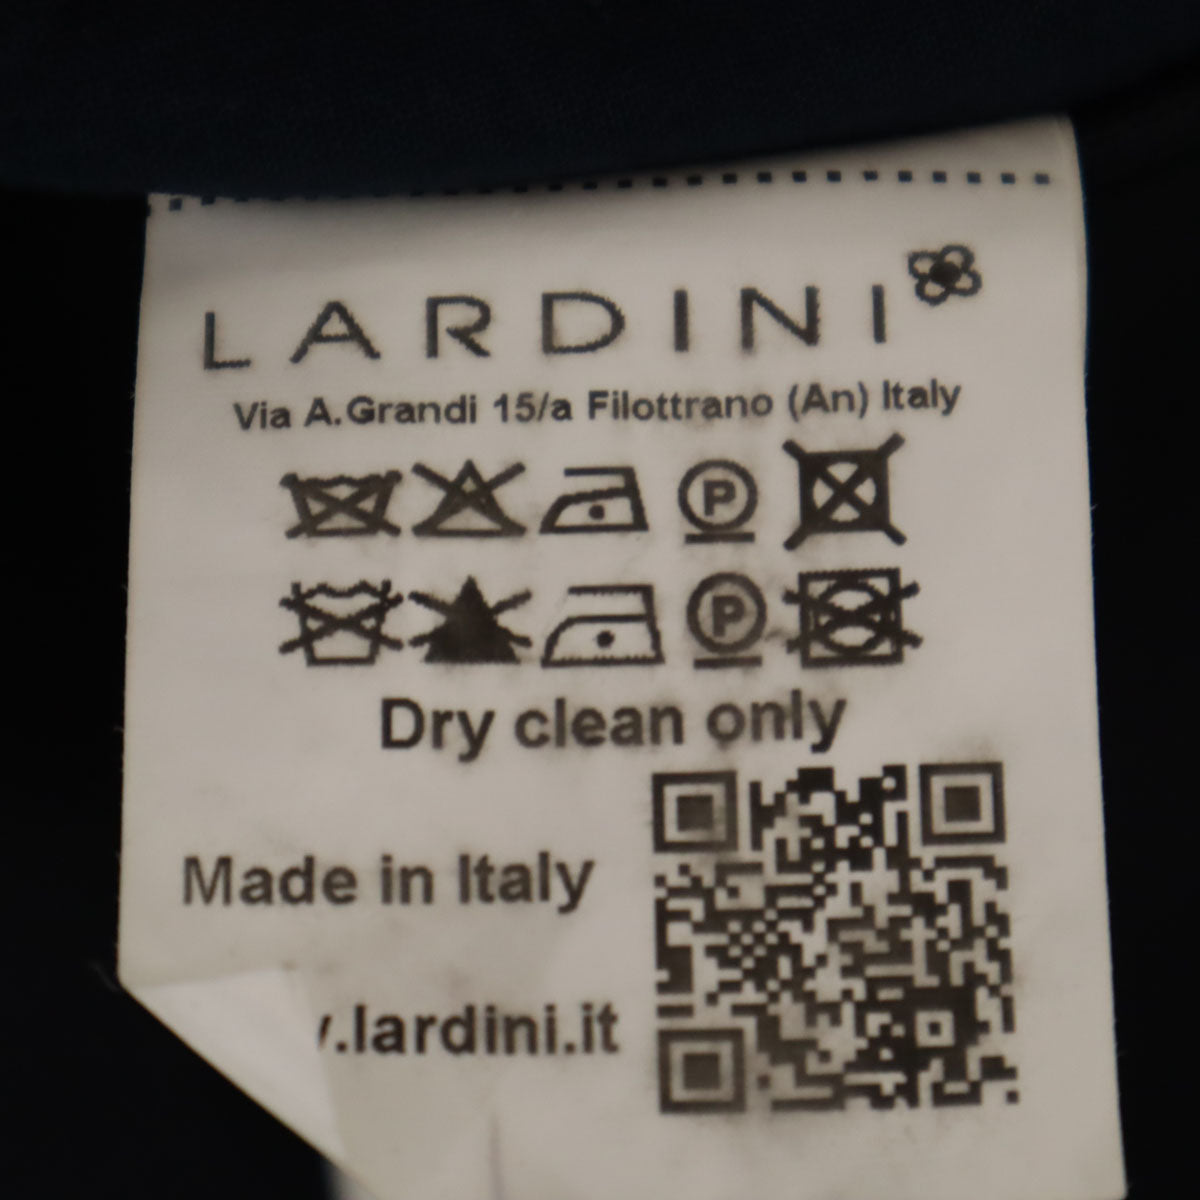 LARDINI
Via A.Grandi 15/a Filottrano (An) Italy
P
P
Dry clean only
Made in Italy
.lardini.it